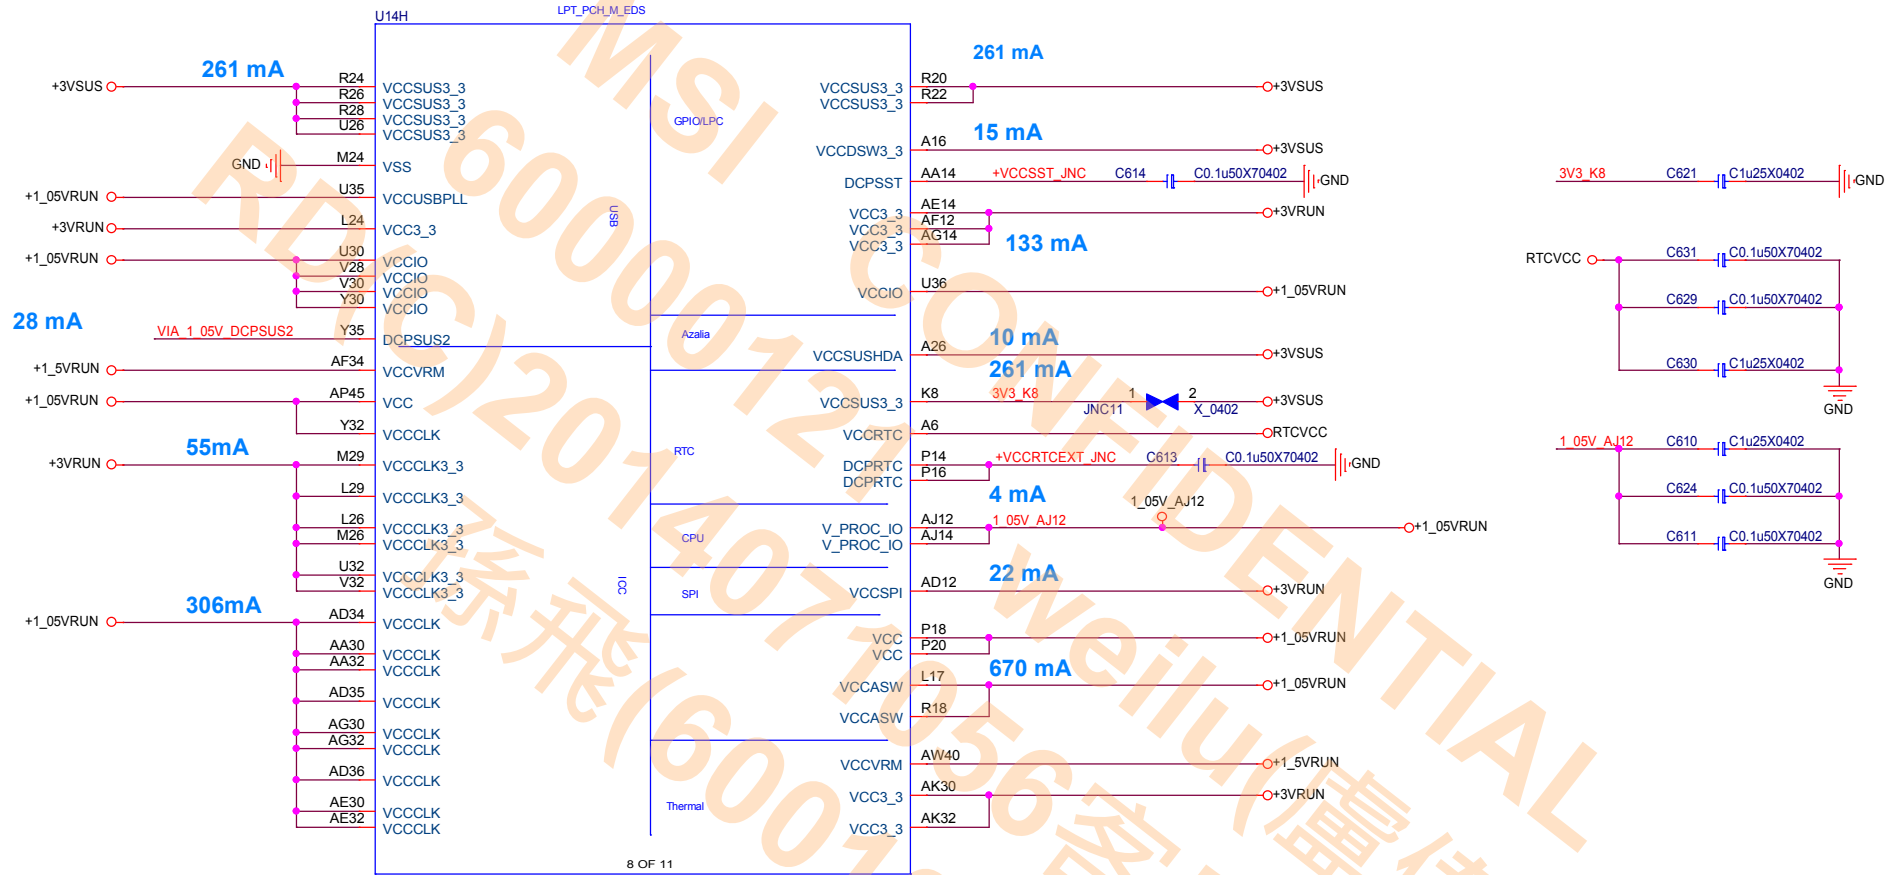 U14H
LPT_PCH_M_EDS
261 mA
+3VSUS
R24
R26
R28
U26
VCCSUS3_3
VCCSUS3_3
VCCSUS3_3
VCCSUS3_3
GND
M24
VSS
+1_05VRUN
U35
VCCUSBPLL
+3VRUN
L24
VCC3_3
+1_05VRUN
U30
V28
V30
Y30
VCCIO
VCCIO
VCCIO
VCCIO
28 mA
VIA_1_05V_DCPSUS2
Y35
DCPSUS2
+1_5VRUN
AF34
VCCVRM
+1_05VRUN
AP45
VCC
Y32
VCCCLK
55mA
+3VRUN
M29
VCCCLK3_3
L29
VCCCLK3_3
L26
VCCCLK3_3
M26
VCCCLK3_3
U32
VCCCLK3_3
V32
VCCCLK3_3
306mA
+1_05VRUN
AD34
VCCCLK
AA30
VCCCLK
AA32
VCCCLK
AD35
VCCCLK
AG30
VCCCLK
AG32
VCCCLK
AD36
VCCCLK
AE30
VCCCLK
AE32
VCCCLK
GPIO/LPC
USB
Azalia
RTC
CPU
ICC
SPI
Thermal
8 OF 11
261 mA
VCCSUS3_3
VCCSUS3_3
R20
R22
+3VSUS
15 mA
VCCDSW3_3
A16
+3VSUS
DCPSST
AA14
+VCCSST_JNC
C614
C0.1u50X70402
GND
VCC3_3
VCC3_3
VCC3_3
AE14
AF12
AG14
+3VRUN
133 mA
VCCIO
U36
+1_05VRUN
10 mA
VCCSUSHDA
A26
+3VSUS
261 mA
VCCSUS3_3
K8
3V3_K8
1
JNC11
2
X_0402
+3VSUS
VCCRTC
A6
RTCVCC
DCPRTC
DCPRTC
P14
P16
+VCCRTCEXT_JNC
C613
C0.1u50X70402
GND
4 mA
1_05V_AJ12
V_PROC_IO
V_PROC_IO
AJ12
AJ14
1_05V_AJ12
+1_05VRUN
22 mA
VCCSPI
AD12
+3VRUN
VCC
VCC
P18
P20
+1_05VRUN
670 mA
VCCASW
L17
+1_05VRUN
VCCASW
R18
VCCVRM
AW40
+1_5VRUN
VCC3_3
AK30
+3VRUN
VCC3_3
AK32
3V3_K8
C621
C1u25X0402
GND
RTCVCC
C631
C0.1u50X70402
C629
C0.1u50X70402
C630
C1u25X0402
GND
1_05V_AJ12
C610
C1u25X0402
C624
C0.1u50X70402
C611
C0.1u50X70402
GND
MSI CONFIDENTIAL